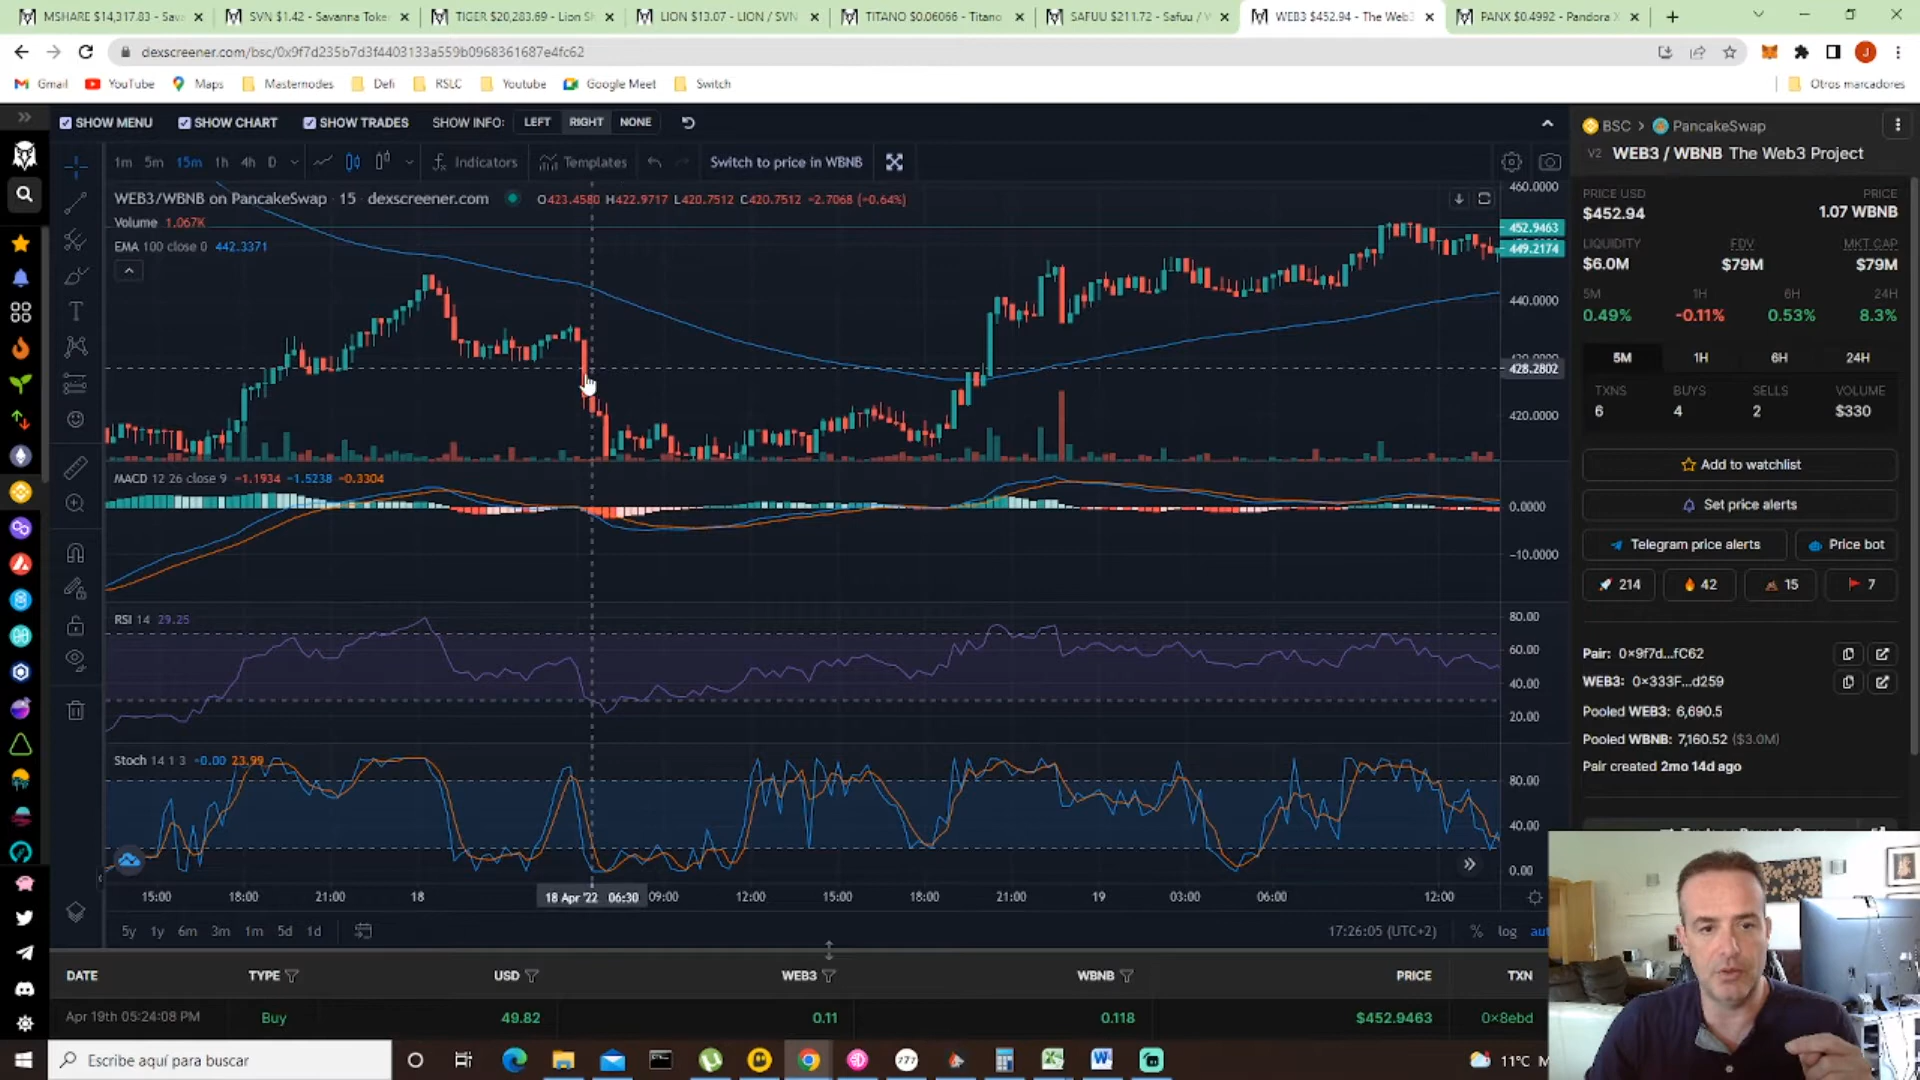 MSHARE $14,317.83 - Sava
SVN $1.42 - Savanna Toke
TIGER $20,283.69 - Lion Sh
LION $13.07 - LION / SVN
TITANO $0.06066 - Titano
SAFUU $211.72 - Safuu / W
WEB3 $452.94 - The Web3
PANX $0.4992 - Pandora X
dexscreener.com/bsc/0x9f7d235b7d3f4403133a559b0968361687e4fc62
J
Gmail YouTube Maps Masternodes Defi RSLC Youtube Google Meet Switch Otros marcadores
SHOW MENU SHOW CHART SHOW TRADES SHOW INFO: LEFT RIGHT NONE
1m 5m 15m 1h 4h D Indicators Templates Switch to price in WBNB
WEB3/WBNB on PancakeSwap · 15 · dexscreener.com O423.4580 H422.9717 L420.7512 C420.7512 -2.7068 (-0.64%)
Volume 1.067K
EMA 100 close 0 442.3371
460.0000
452.9463
449.2174
440.0000
428.2802
420.0000
MACD 12 26 close 9 -1.1934 -1.5238 -0.3304
0.0000
-10.0000
RSI 14 29.25
80.00
60.00
40.00
20.00
Stoch 14 1 3 -0.00 23.99
80.00
40.00
0.00
15:00 18:00 21:00 18 18 Apr '22 06:30 09:00 12:00 15:00 18:00 21:00 19 03:00 06:00 12:00
5y 1y 6m 3m 1m 5d 1d 17:26:05 (UTC+2) % log
DATE TYPE USD WEB3 WBNB PRICE TXN
Apr 19th 05:24:08 PM Buy 49.82 0.11 0.118 $452.9463 0x8ebd
BSC > PancakeSwap
V2 WEB3 / WBNB The Web3 Project
PRICE USD PRICE
$452.94 1.07 WBNB
LIQUIDITY FDV MKT CAP
$6.0M $79M $79M
5M 1H 6H 24H
0.49% -0.11% 0.53% 8.3%
5M 1H 6H 24H
TXNS BUYS SELLS VOLUME
6 4 2 $330
Add to watchlist
Set price alerts
Telegram price alerts Price bot
214 42 15 7
Pair: 0x9f7d...fC62
WEB3: 0x333F...d259
Pooled WEB3: 6,690.5
Pooled WBNB: 7,160.52 ($3.0M)
Pair created 2mo 14d ago
Escribe aquí para buscar
777
11°C